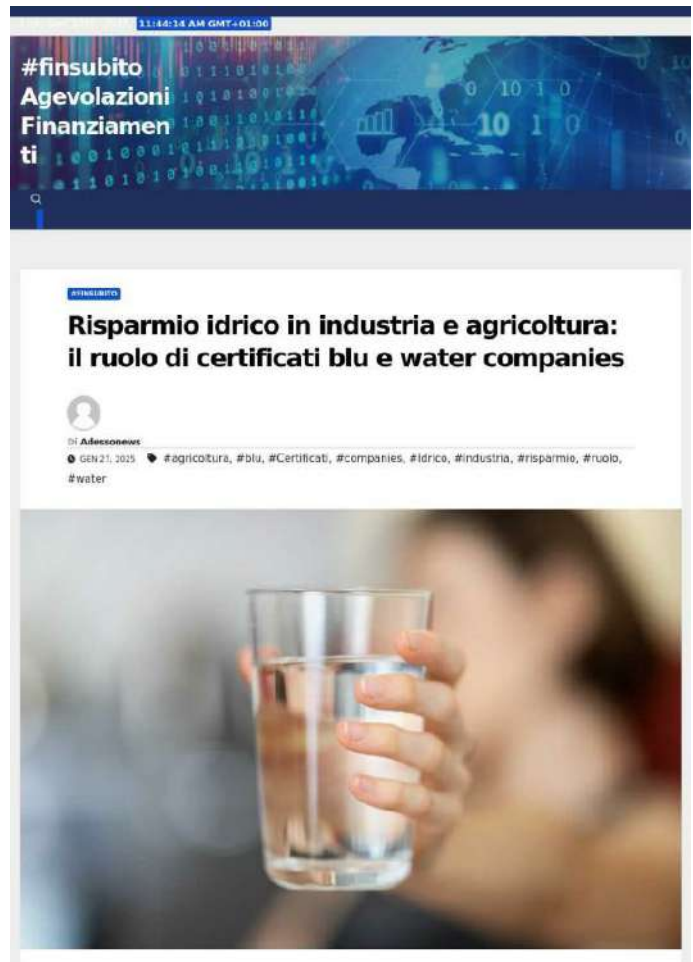 11:44:14 AM GMT+01:00
#finsubito
Agevolazioni
Finanziamen
ti
#FINSUBITO
Risparmio idrico in industria e agricoltura:
il ruolo di certificati blu e water companies
Di Adessonews
GEN 21, 2025 #agricoltura, #blu, #Certificati, #companies, #idrico, #industria, #risparmio, #ruolo,
#water